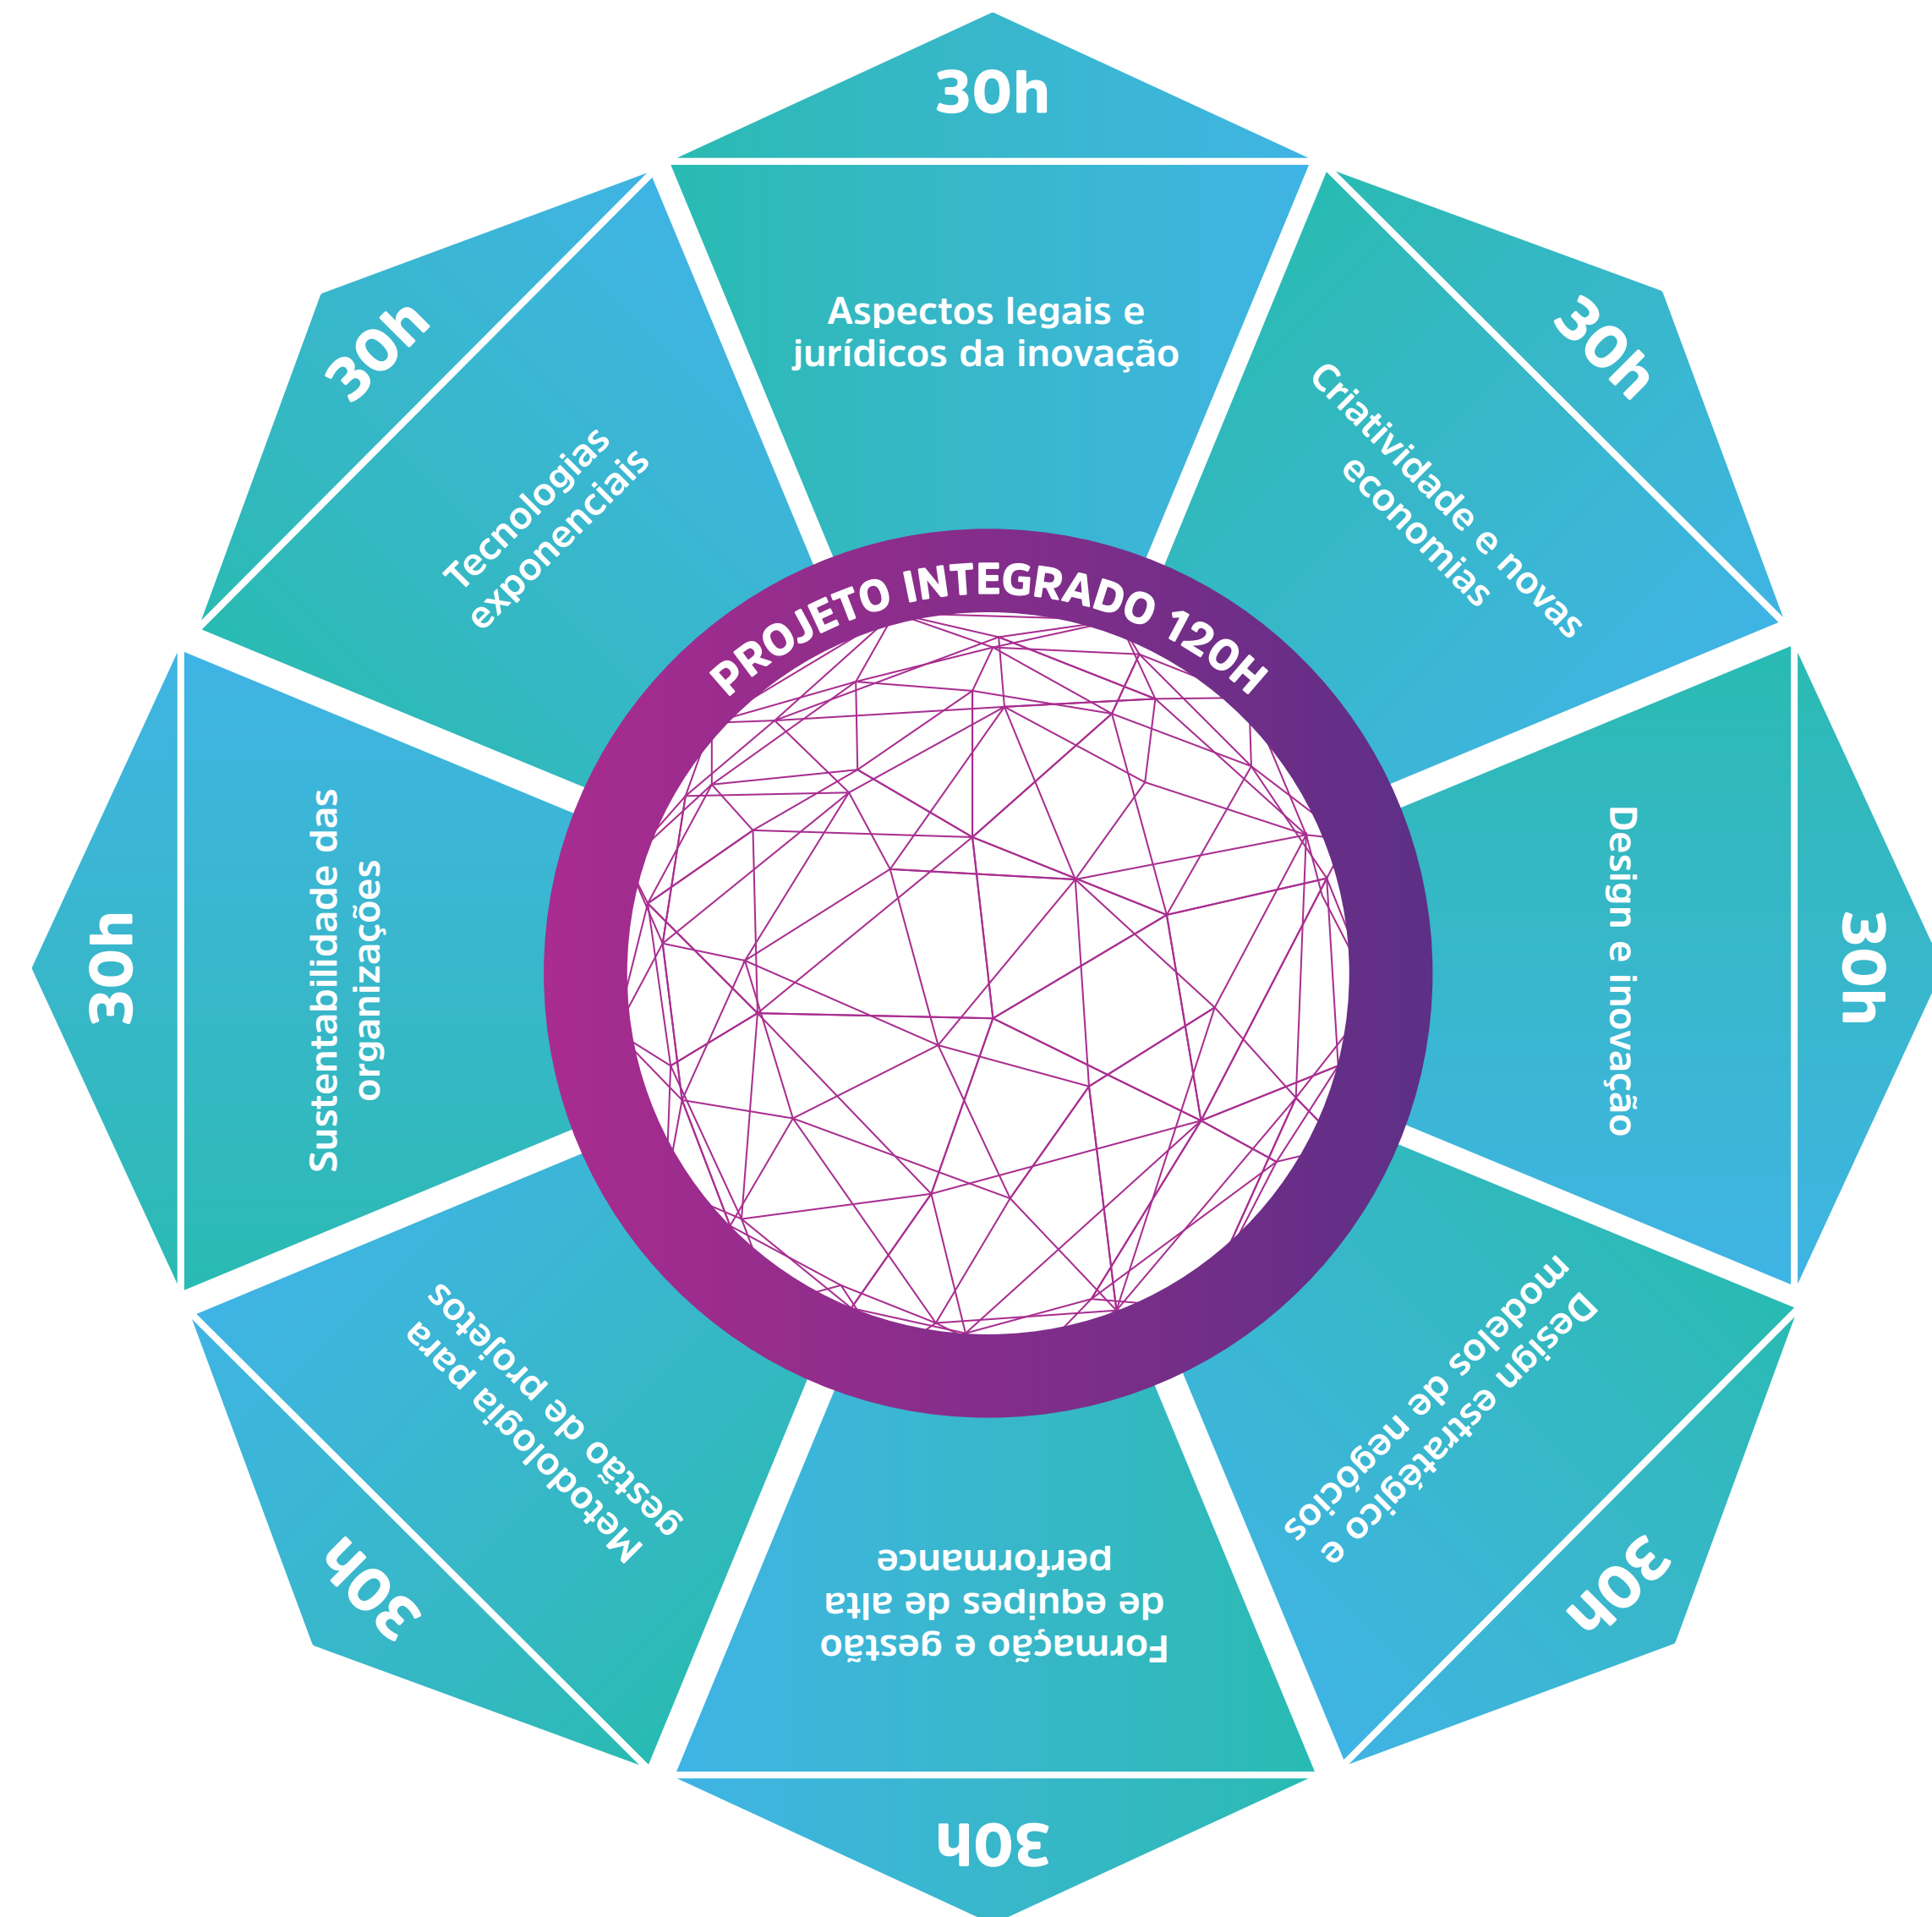 30h
Aspectos legais e
jurídicos da inovação
30h
Criatividade e novas
economias
30h
Design e inovação
30h
Design estratégico e
modelos de negócios
30h
Formação e gestão
de equipes de alta
performance
30h
Metodologia para
gestão de projetos
30h
Sustentabilidade das
organizações
30h
Tecnologias
exponenciais
PROJETO INTEGRADO 120H